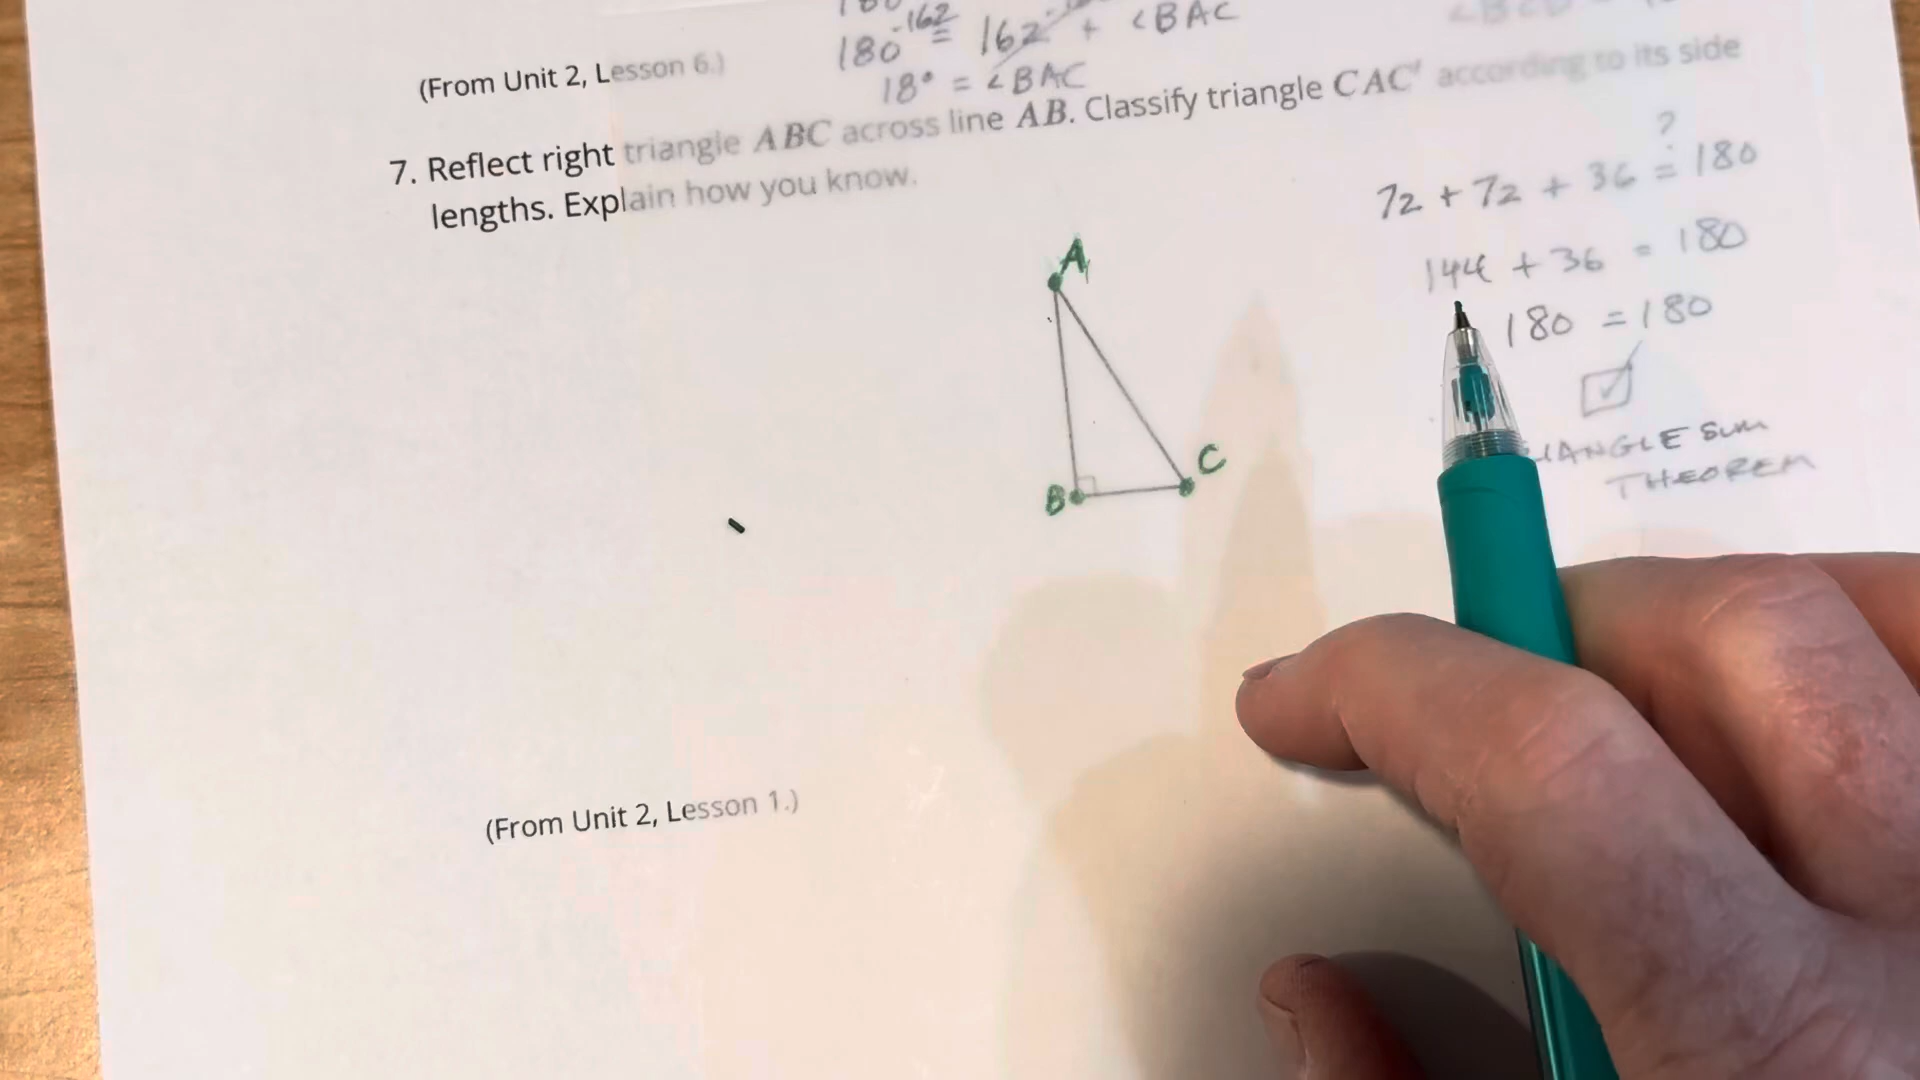 180 -162 = 162 + ∠BAC
18° = ∠BAC
(From Unit 2, Lesson 6.)
7. Reflect right triangle ABC across line AB. Classify triangle CAC' according to its side
lengths. Explain how you know.
?
72 + 72 + 36 = 180
144 + 36 = 180
180 = 180
THEOREM
SUM
A
B
C
(From Unit 2, Lesson 1.)